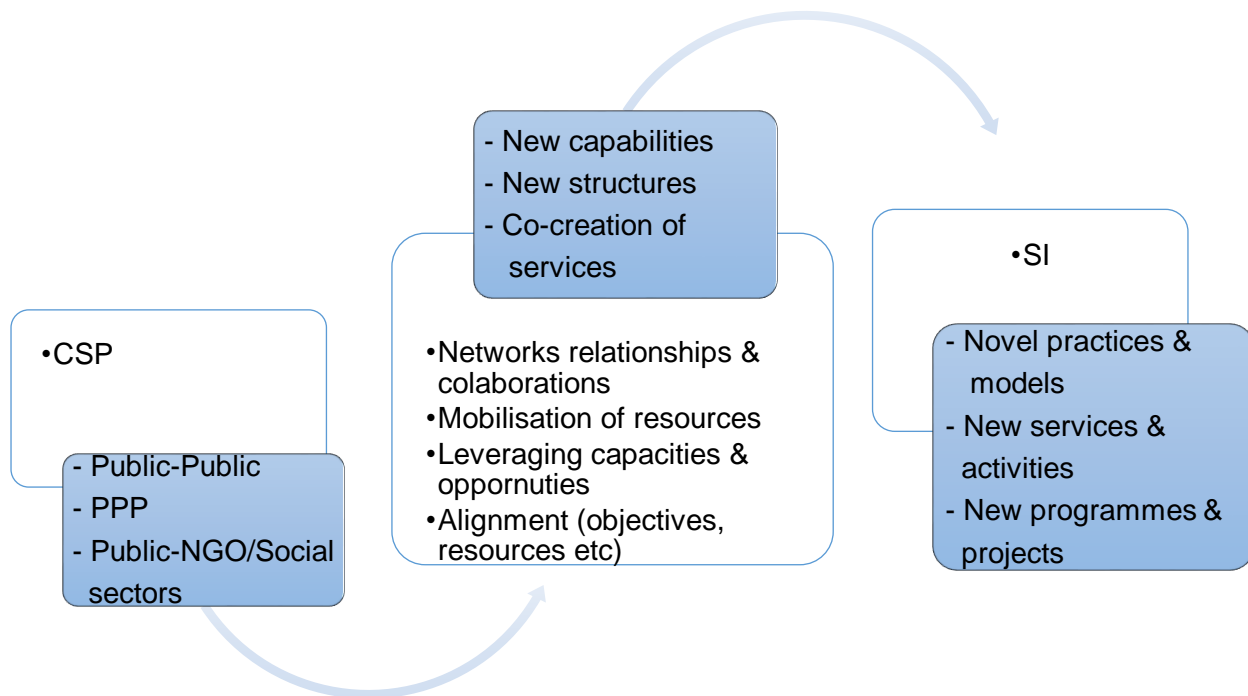 •CSP
- Public-Public
- PPP
- Public-NGO/Social
sectors
- New capabilities
- New structures
- Co-creation of
services
•Networks relationships &
colaborations
•Mobilisation of resources
•Leveraging capacities &
oppornuties
•Alignment (objectives,
resources etc)
•SI
- Novel practices &
models
- New services &
activities
- New programmes &
projects